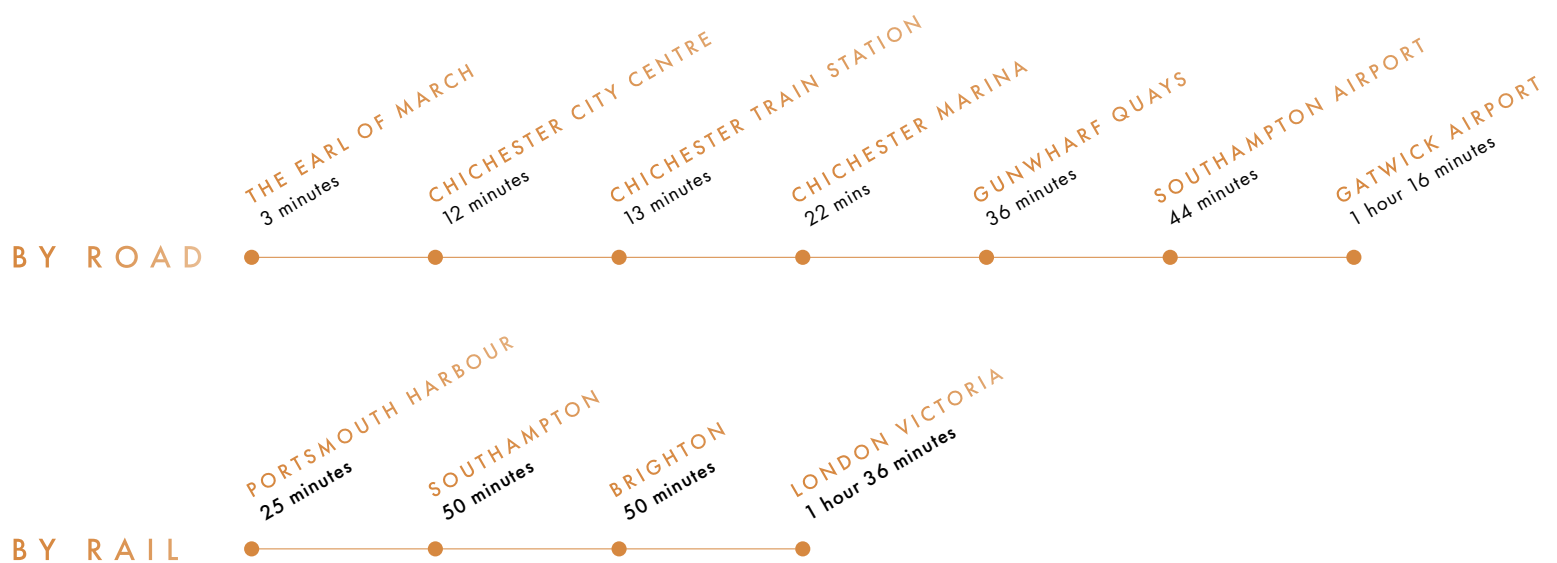 THE EARL OF MARCH
3 minutes
CHICHESTER CITY CENTRE
12 minutes
CHICHESTER TRAIN STATION
13 minutes
CHICHESTER MARINA
22 mins
GUNWHARF QUAYS
36 minutes
SOUTHAMPTON AIRPORT
44 minutes
GATWICK AIRPORT
1 hour 16 minutes
BY ROAD
PORTSMOUTH HARBOUR
25 minutes
SOUTHAMPTON
50 minutes
BRIGHTON
50 minutes
LONDON VICTORIA
1 hour 36 minutes
BY RAIL